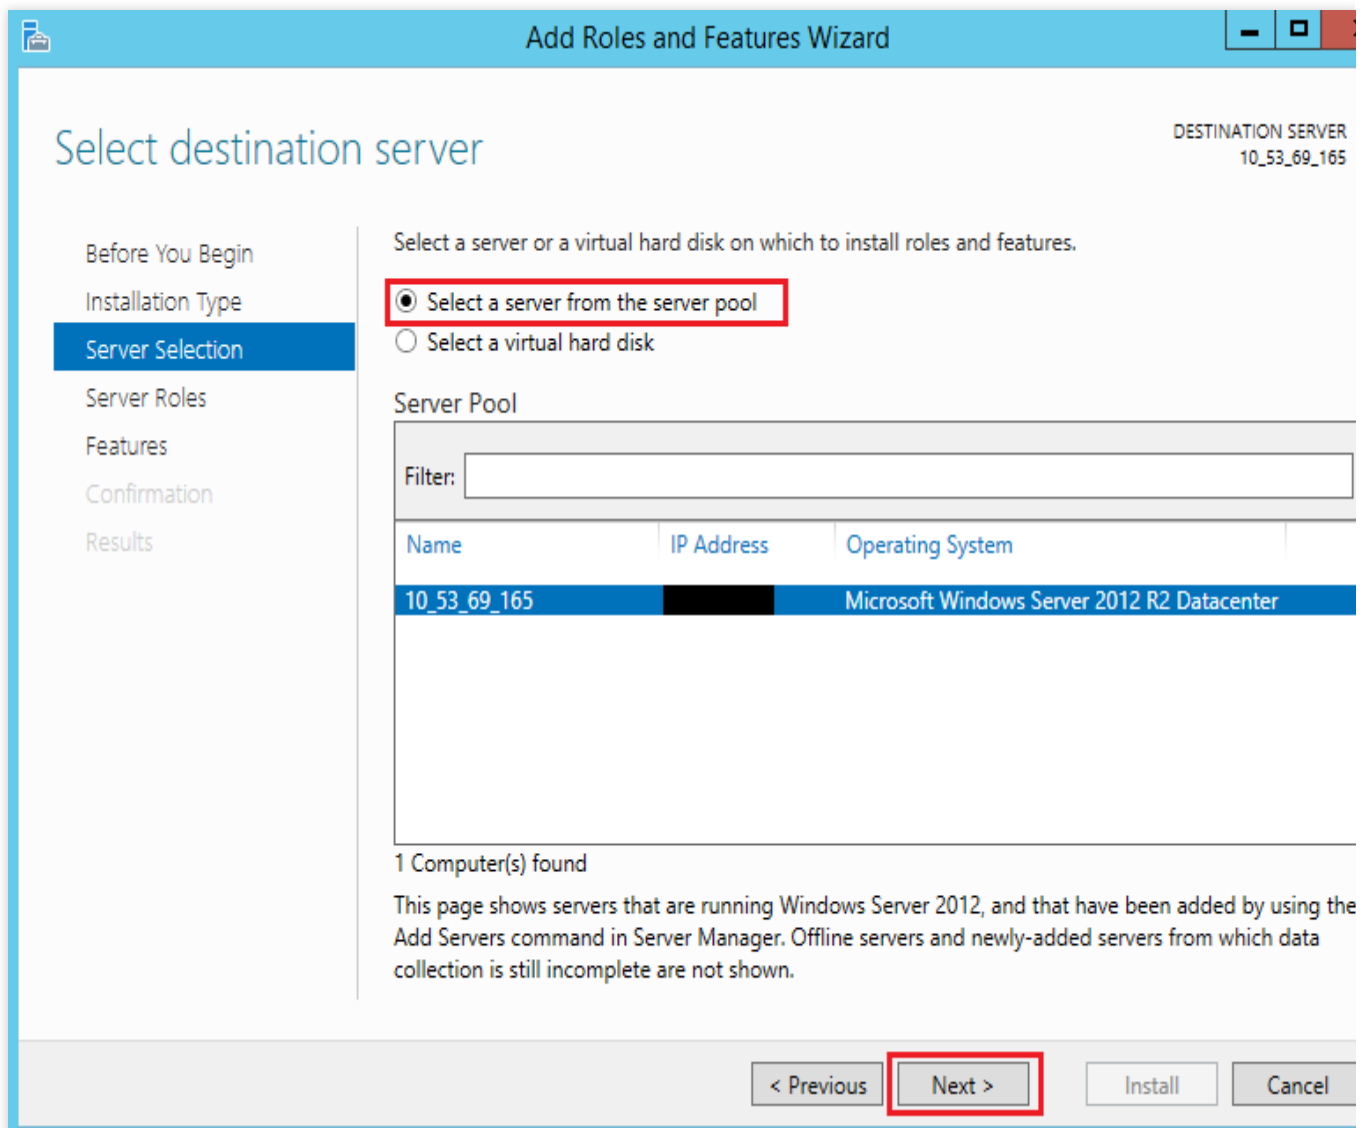 Add Roles and Features Wizard
Select destination server
DESTINATION SERVER
10_53_69_165
Before You Begin
Installation Type
Server Selection
Server Roles
Features
Confirmation
Results
Select a server or a virtual hard disk on which to install roles and features.
Select a server from the server pool
Select a virtual hard disk
Server Pool
Filter:
Name IP Address Operating System
10_53_69_165 Microsoft Windows Server 2012 R2 Datacenter
1 Computer(s) found
This page shows servers that are running Windows Server 2012, and that have been added by using the
Add Servers command in Server Manager. Offline servers and newly-added servers from which data
collection is still incomplete are not shown.
< Previous Next > Install Cancel